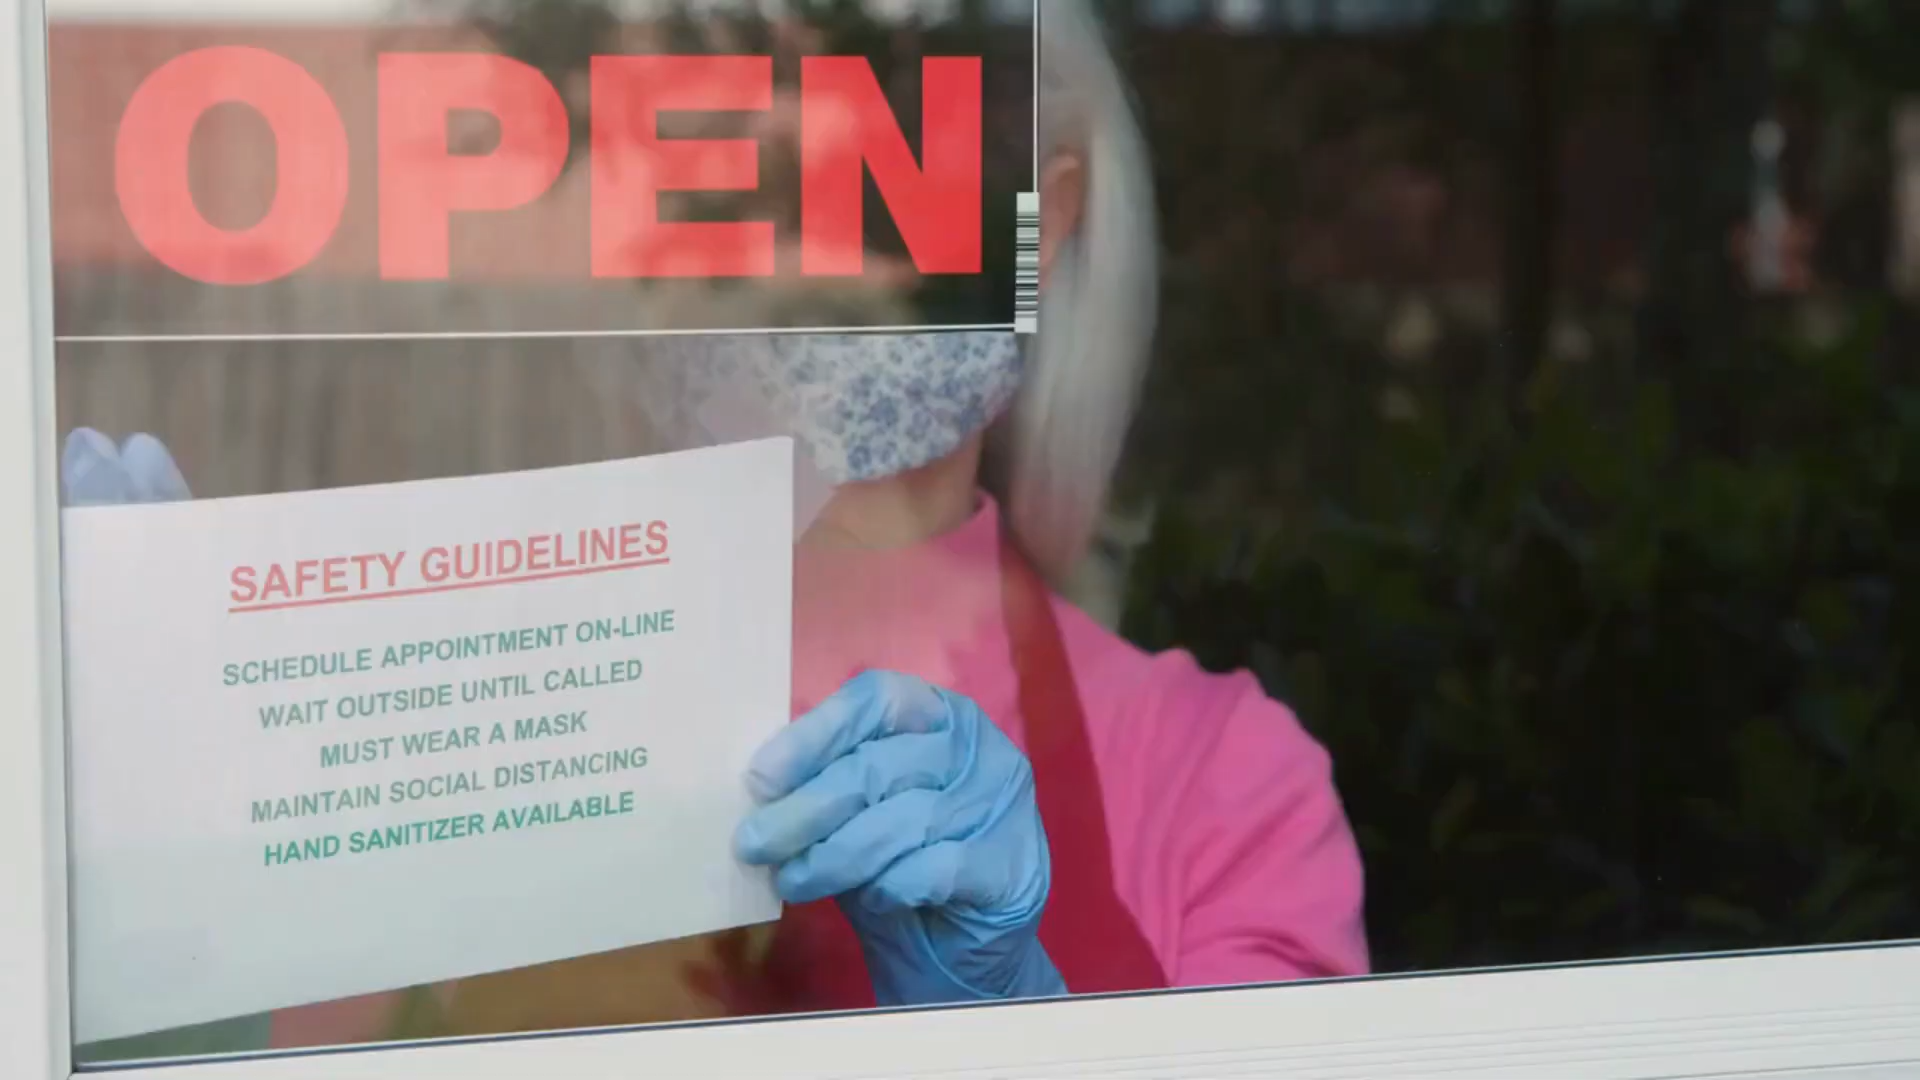 OPEN
SAFETY GUIDELINES
SCHEDULE APPOINTMENT ON-LINE
WAIT OUTSIDE UNTIL CALLED
MUST WEAR A MASK
MAINTAIN SOCIAL DISTANCING
HAND SANITIZER AVAILABLE